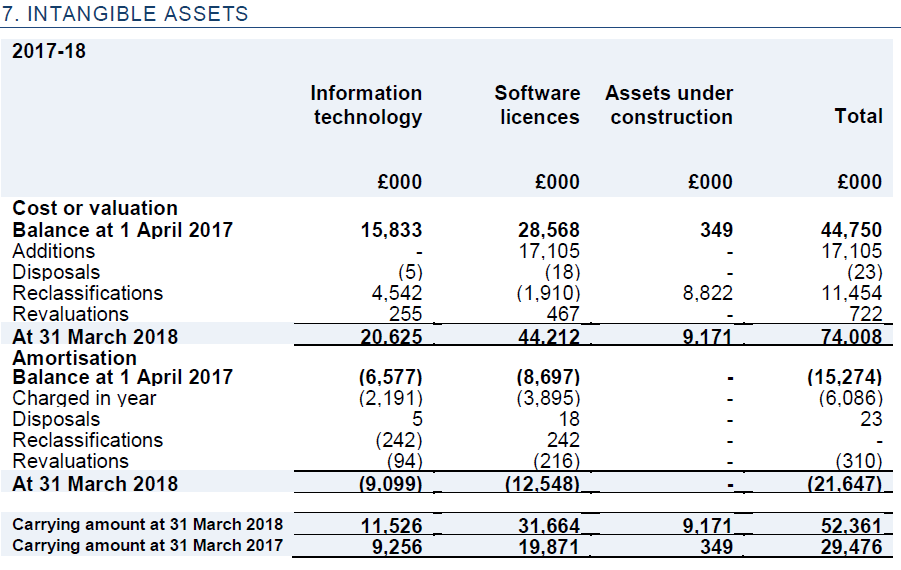 7. INTANGIBLE ASSETS
2017-18
Information technology Software licences Assets under construction Total
£000 £000 £000 £000
Cost or valuation
Balance at 1 April 2017 15,833 28,568 349 44,750
Additions - 17,105 - 17,105
Disposals (5) (18) - (23)
Reclassifications 4,542 (1,910) 8,822 11,454
Revaluations 255 467 - 722
At 31 March 2018 20,625 44,212 9,171 74,008
Amortisation
Balance at 1 April 2017 (6,577) (8,697) - (15,274)
Charged in year (2,191) (3,895) - (6,086)
Disposals 5 18 - 23
Reclassifications (242) 242 - -
Revaluations (94) (216) - (310)
At 31 March 2018 (9,099) (12,548) - (21,647)
Carrying amount at 31 March 2018 11,526 31,664 9,171 52,361
Carrying amount at 31 March 2017 9,256 19,871 349 29,476